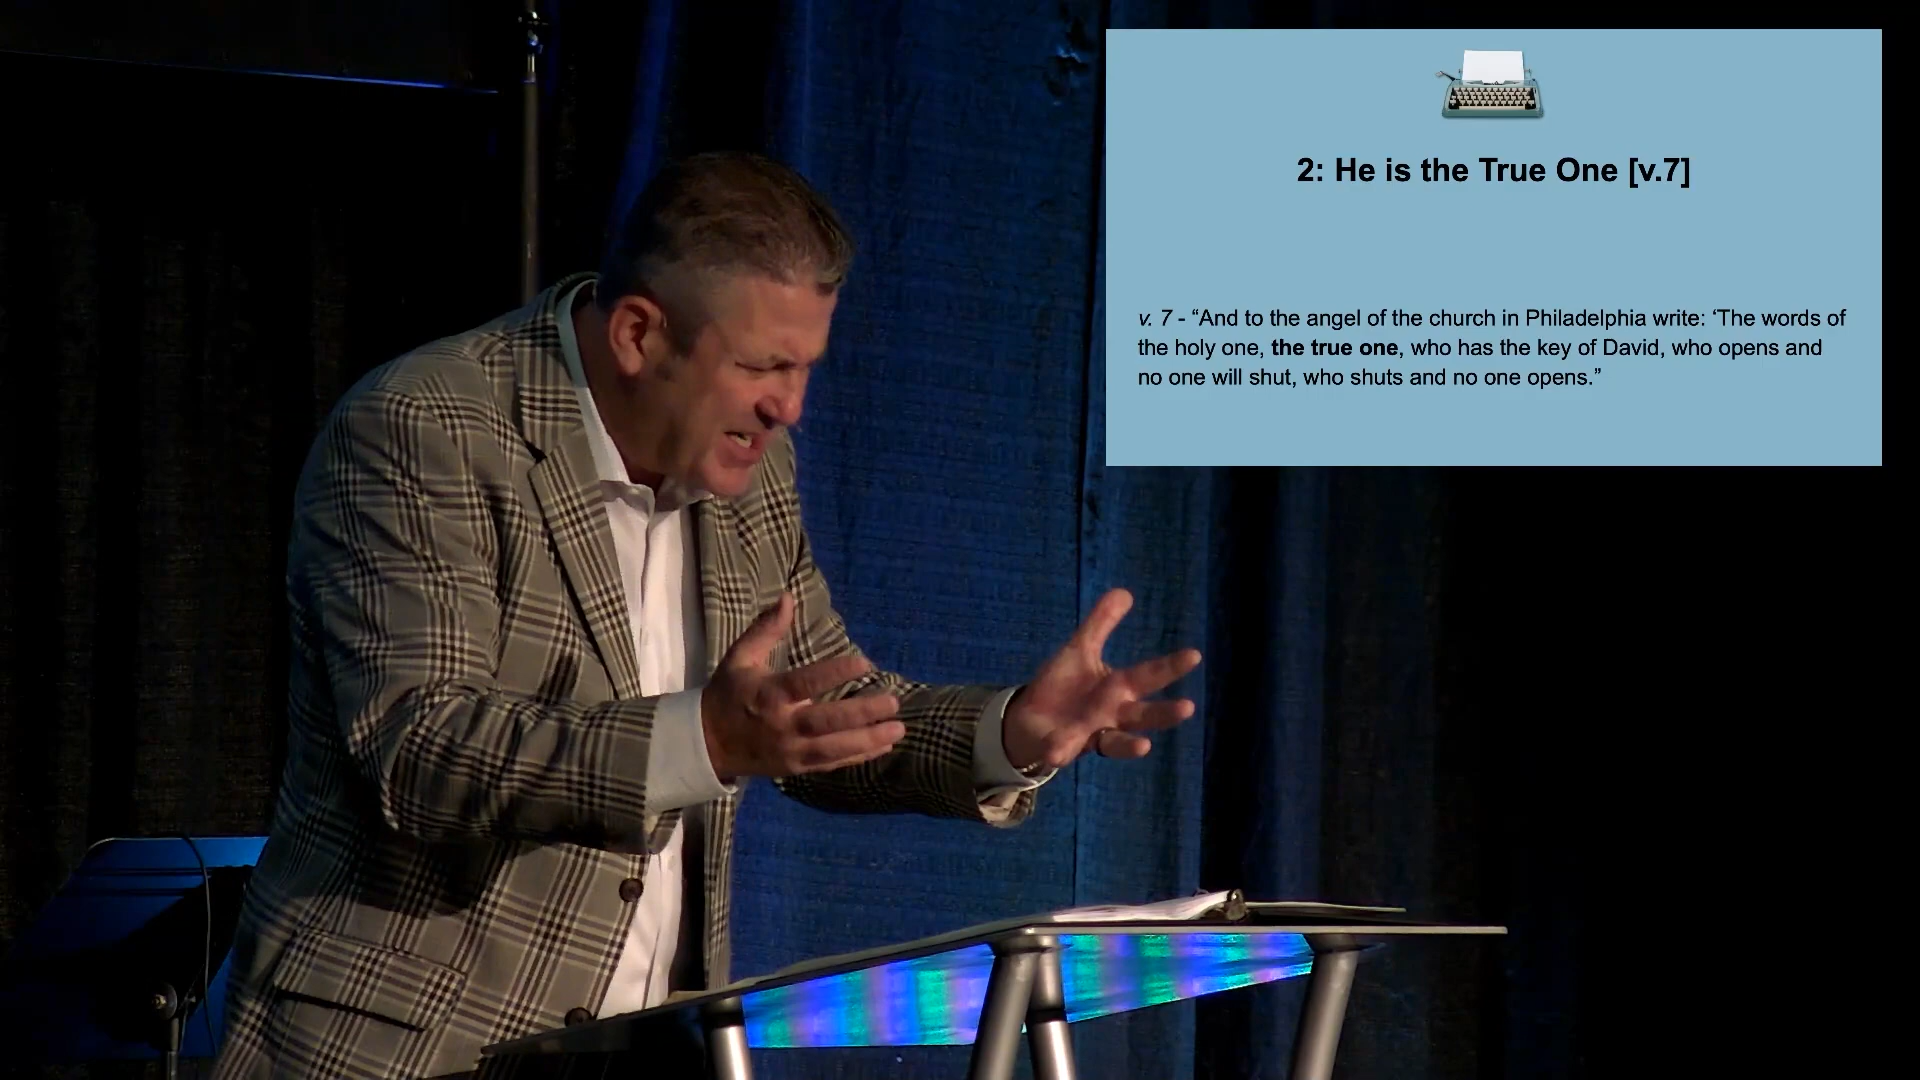 2: He is the True One [v.7]
v. 7 - “And to the angel of the church in Philadelphia write: ‘The words of
the holy one, the true one, who has the key of David, who opens and
no one will shut, who shuts and no one opens.”